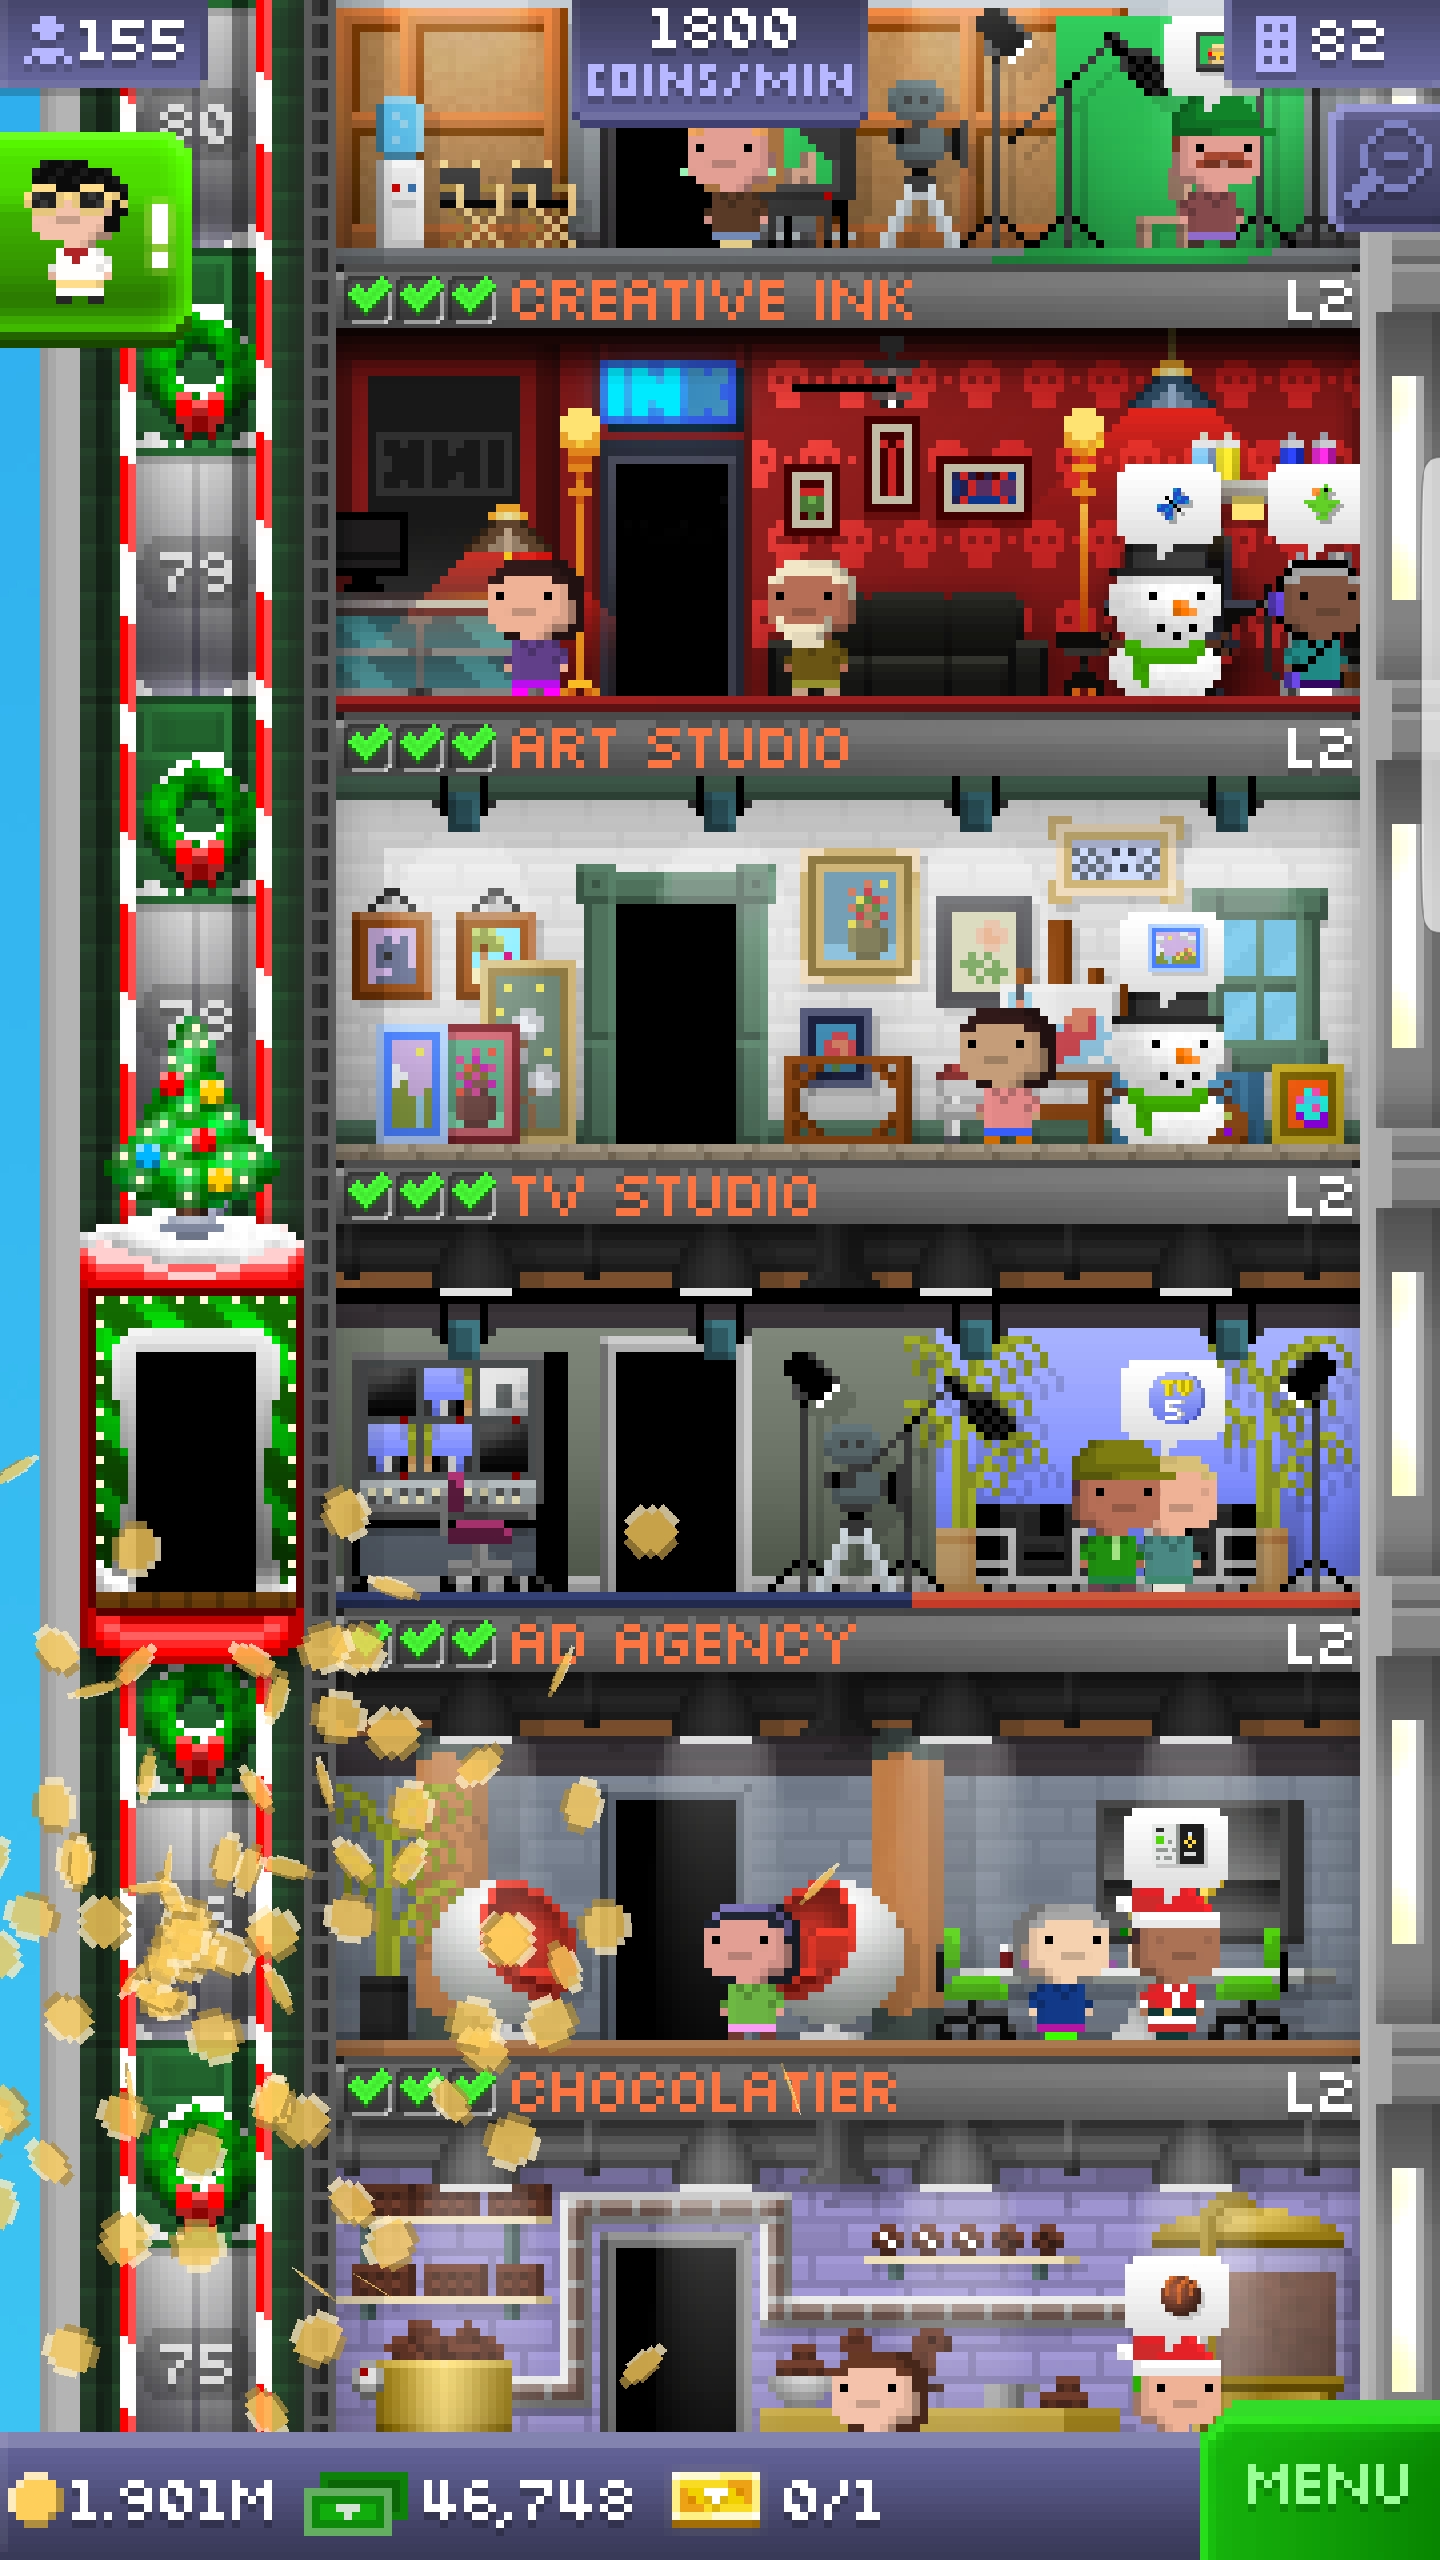 155
1800
COINS/MIN
82
80
!
CREATIVE INK
L2
INK
INK
79
ART STUDIO
L2
78
TV STUDIO
L2
TV
5
AD AGENCY
L2
CHOCOLATIER
L2
75
1.901M
46,748
0/1
MENU